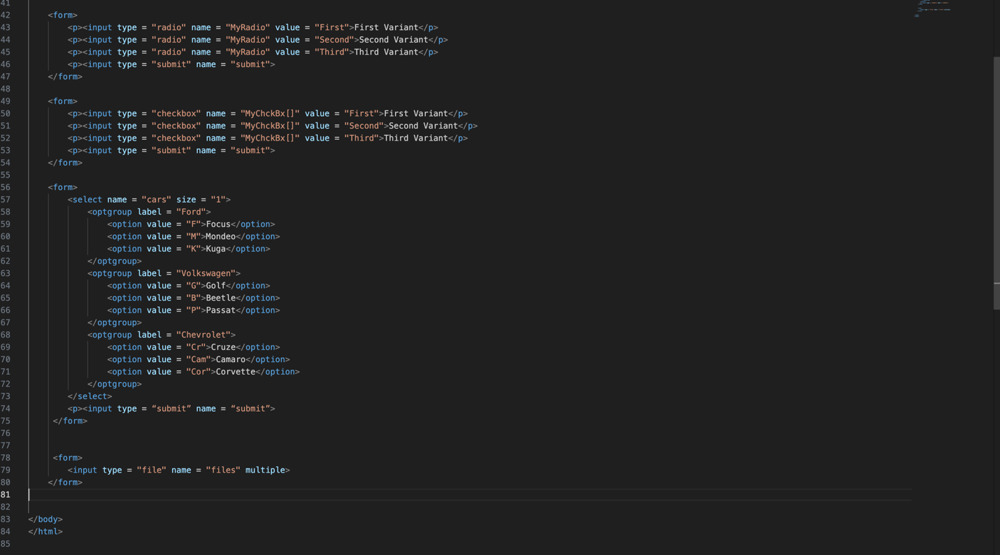 41
42 <form>
43 <p><input type = "radio" name = "MyRadio" value = "First">First Variant</p>
44 <p><input type = "radio" name = "MyRadio" value = "Second">Second Variant</p>
45 <p><input type = "radio" name = "MyRadio" value = "Third">Third Variant</p>
46 <p><input type = "submit" name = "submit">
47 </form>
48
49 <form>
50 <p><input type = "checkbox" name = "MyChckBx[]" value = "First">First Variant</p>
51 <p><input type = "checkbox" name = "MyChckBx[]" value = "Second">Second Variant</p>
52 <p><input type = "checkbox" name = "MyChckBx[]" value = "Third">Third Variant</p>
53 <p><input type = "submit" name = "submit">
54 </form>
55
56 <form>
57 <select name = "cars" size = "1">
58 <optgroup label = "Ford">
59 <option value = "F">Focus</option>
60 <option value = "M">Mondeo</option>
61 <option value = "K">Kuga</option>
62 </optgroup>
63 <optgroup label = "Volkswagen">
64 <option value = "G">Golf</option>
65 <option value = "B">Beetle</option>
66 <option value = "P">Passat</option>
67 </optgroup>
68 <optgroup label = "Chevrolet">
69 <option value = "Cr">Cruze</option>
70 <option value = "Cam">Camaro</option>
71 <option value = "Cor">Corvette</option>
72 </optgroup>
73 </select>
74 <p><input type = “submit” name = “submit”>
75 </form>
76
77
78 <form>
79 <input type = "file" name = "files" multiple>
80 </form>
81
82
83 </body>
84 </html>
85